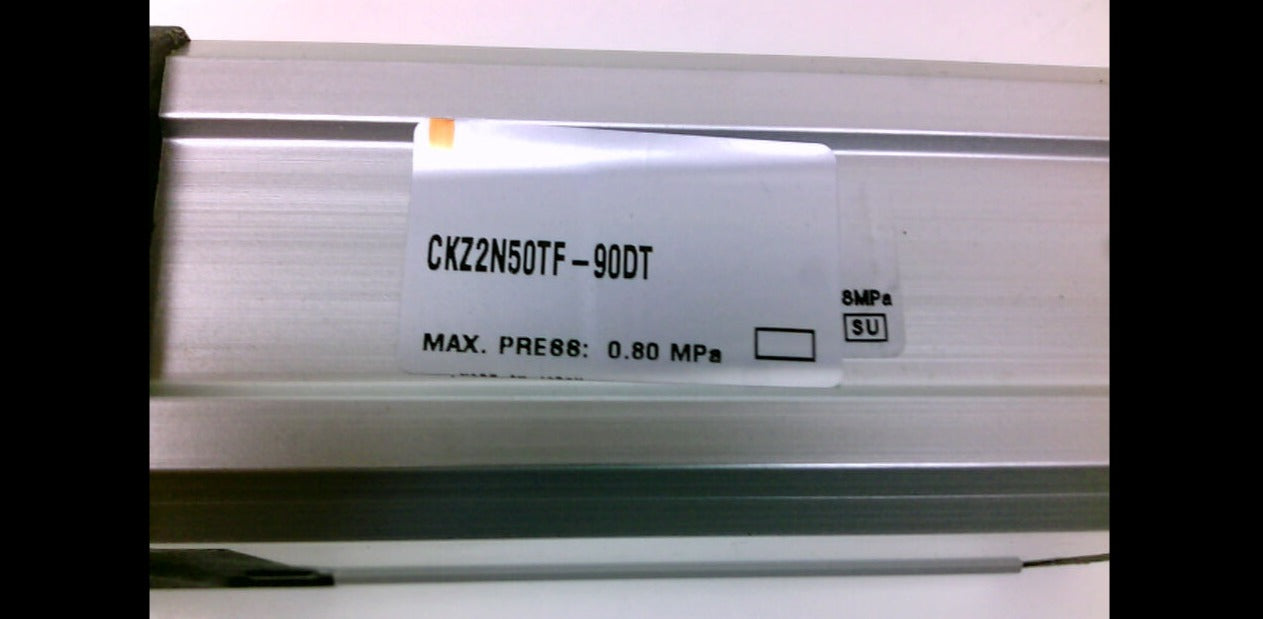 CKZ2N50TF-90DT
8MPa
SU
MAX. PRESS: 0.80 MPa